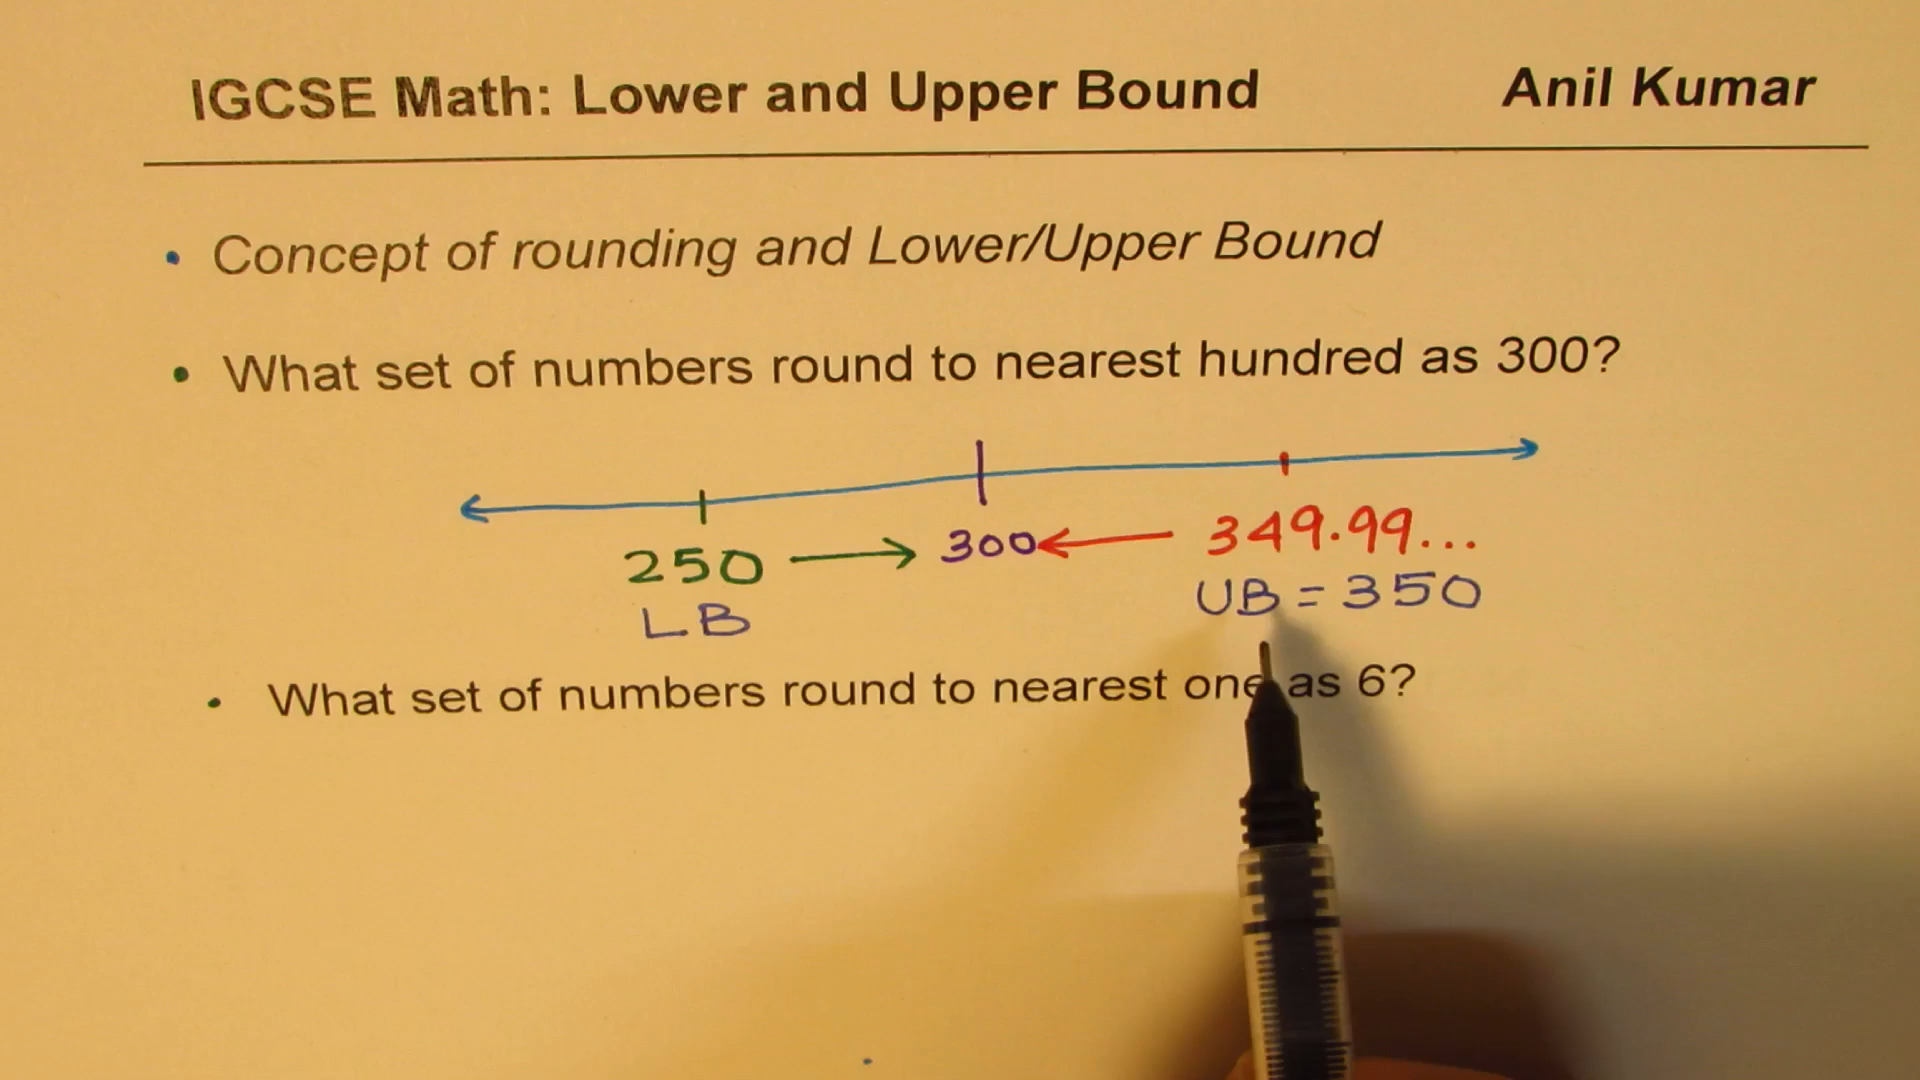 IGCSE Math: Lower and Upper Bound Anil Kumar
• Concept of rounding and Lower/Upper Bound
• What set of numbers round to nearest hundred as 300?
250 → 300 ← 349.99...
LB UB = 350
• What set of numbers round to nearest one as 6?